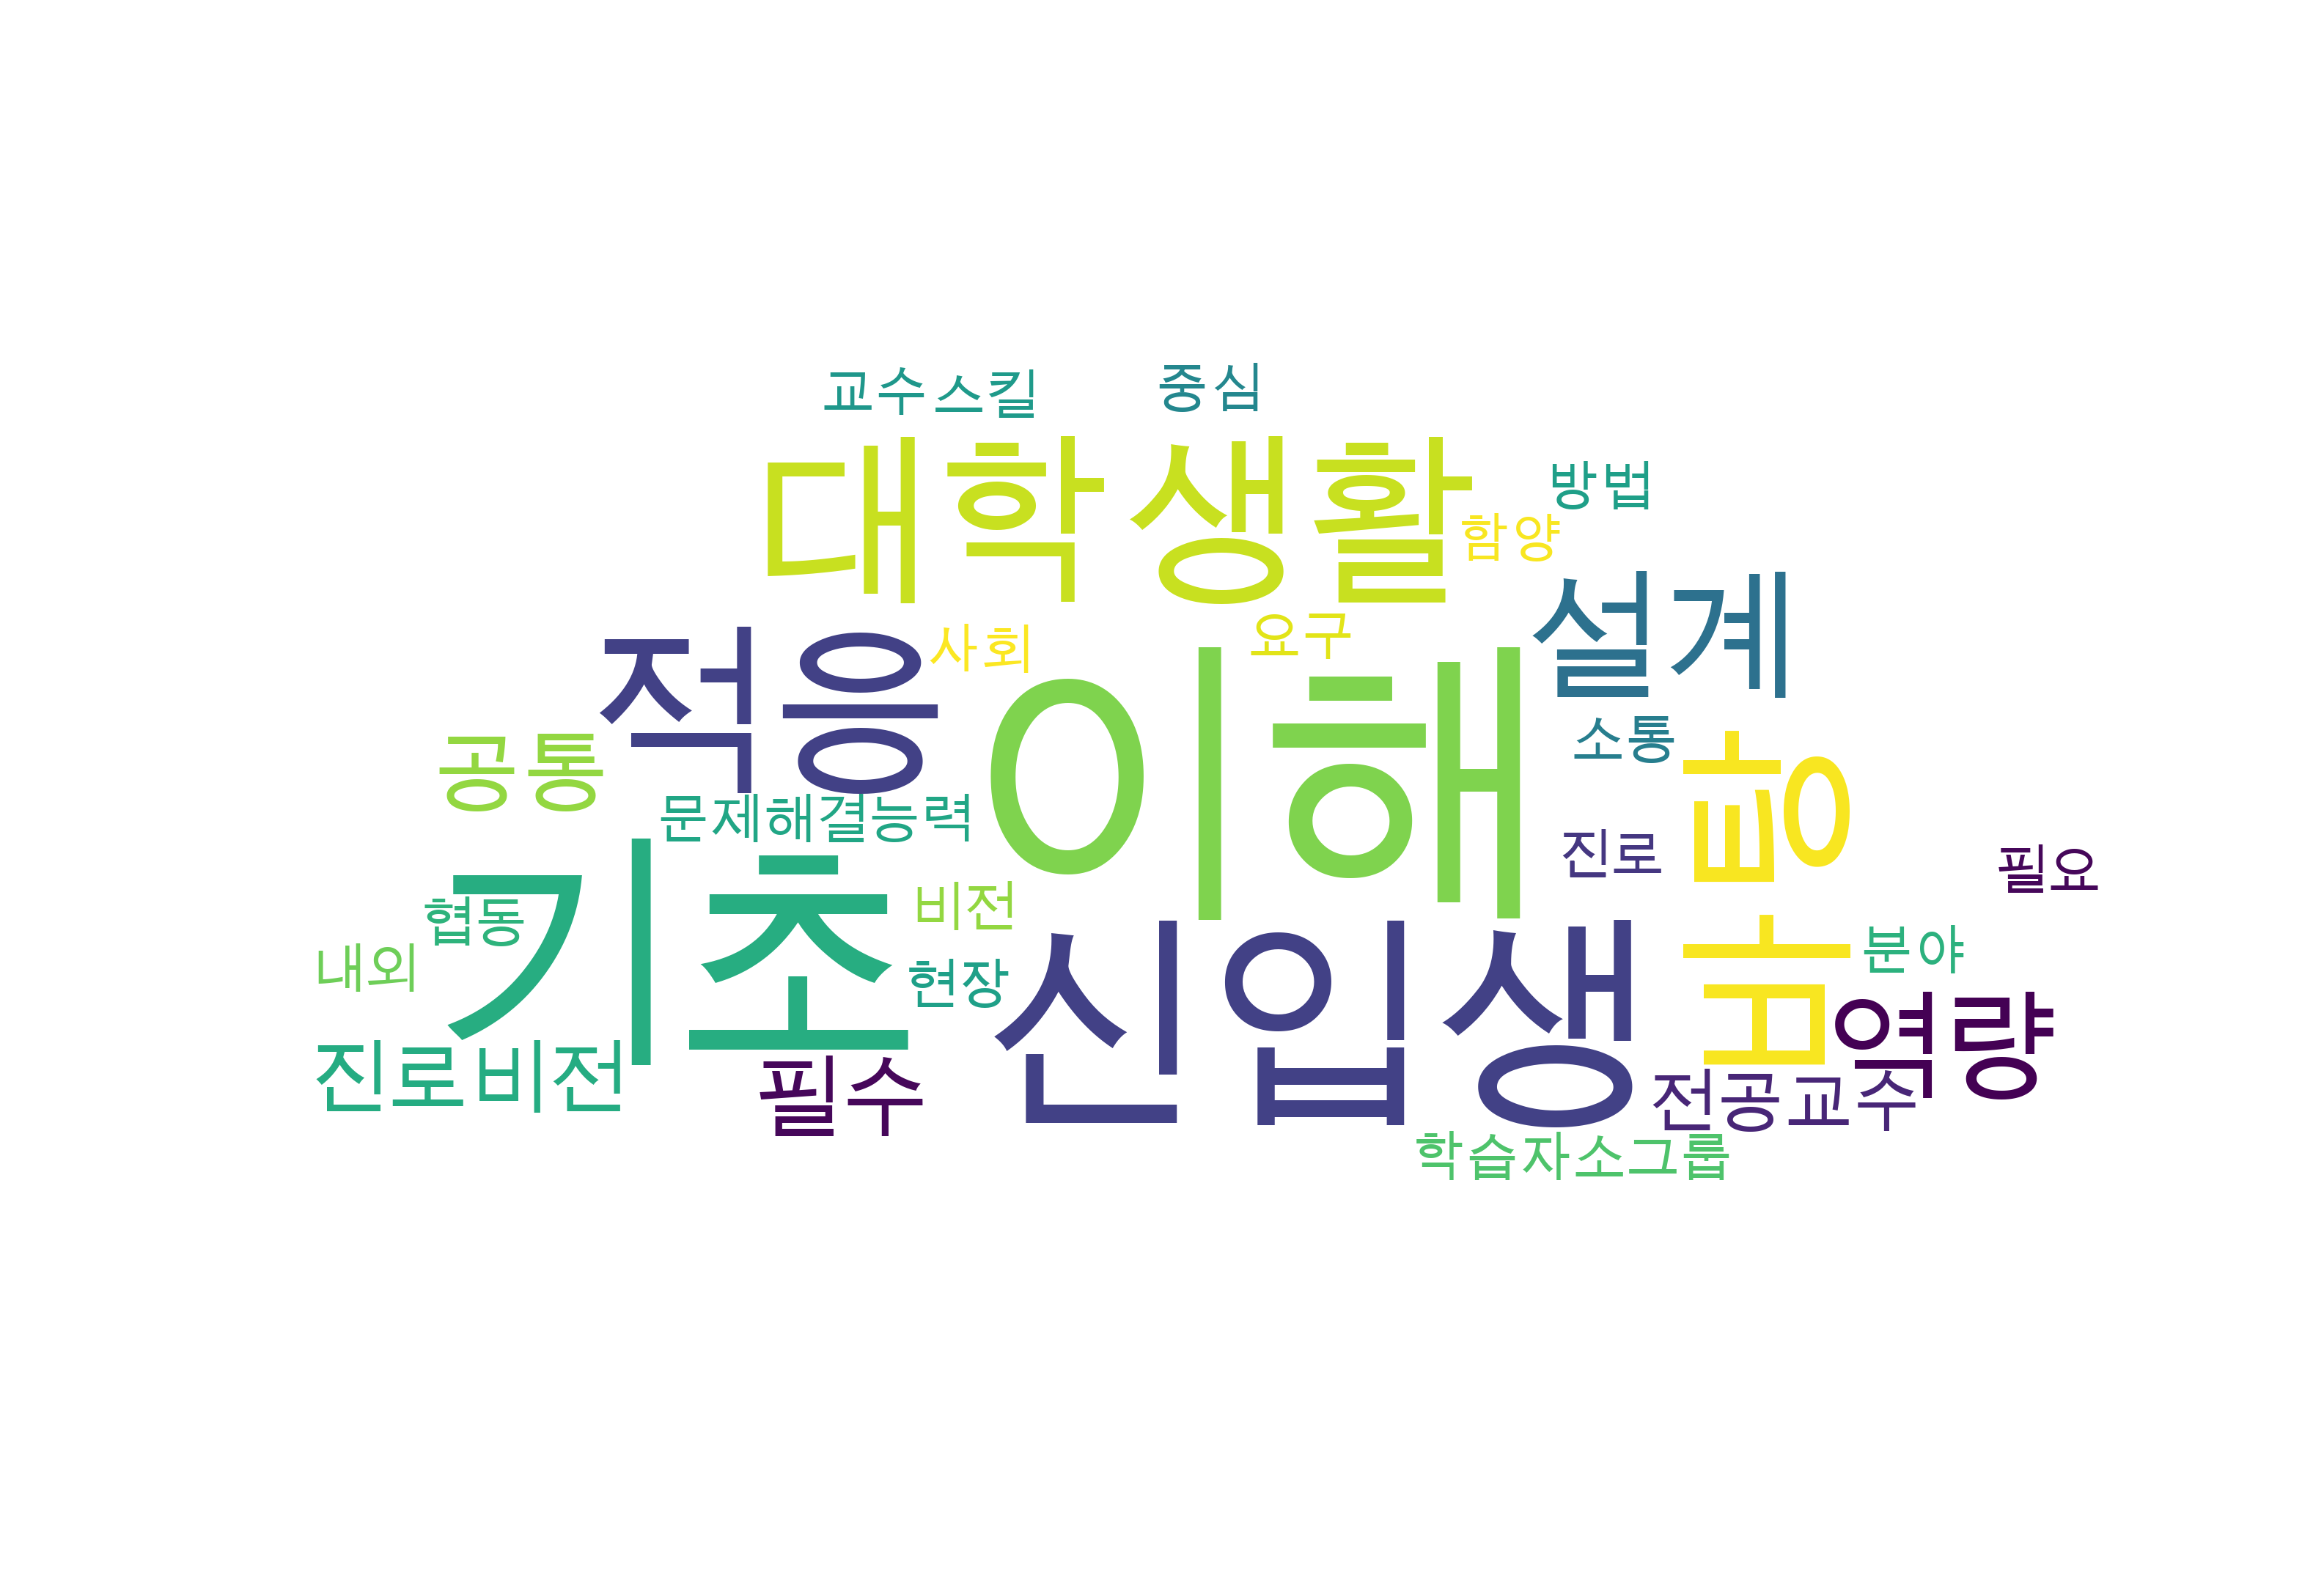 교수 스킬 중심
대학생활 방법
함양
설계
적응 사회 요구
이해
공통 소통
바탕
문제해결능력
진로 필요
기초 비전
협동
내외 분야
현장 신입생
역량
진로비전 필수 전공교수
학습자소그룹